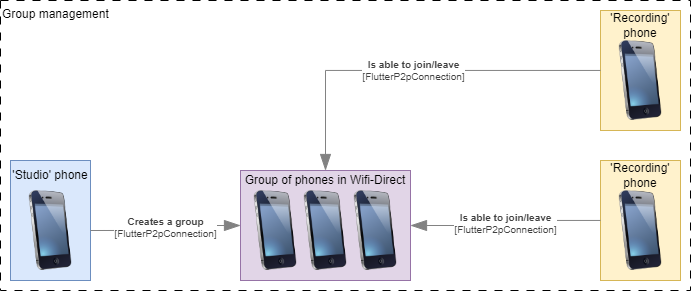 Group management
'Recording'
phone
Is able to join/leave
[FlutterP2pConnection]
'Studio' phone
Group of phones in Wifi-Direct
'Recording'
phone
Creates a group
[FlutterP2pConnection]
Is able to join/leave
[FlutterP2pConnection]